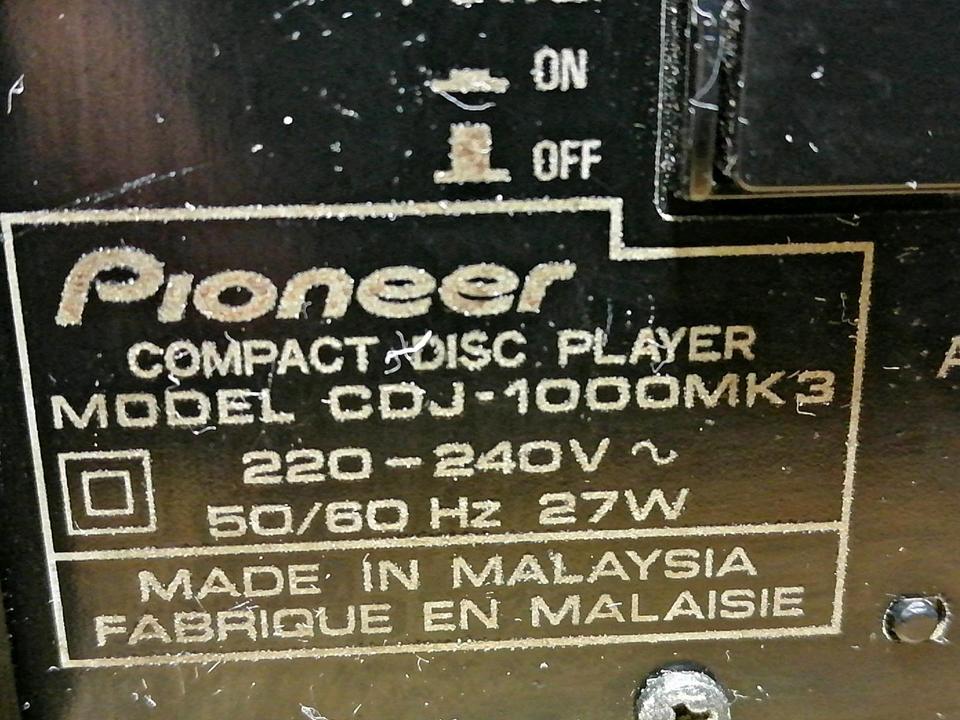 ON
OFF
Pioneer
COMPACT DISC PLAYER
MODEL CDJ-1000MK3
220-240V ~
50/60 Hz 27W
MADE IN MALAYSIA
FABRIQUE EN MALAISIE